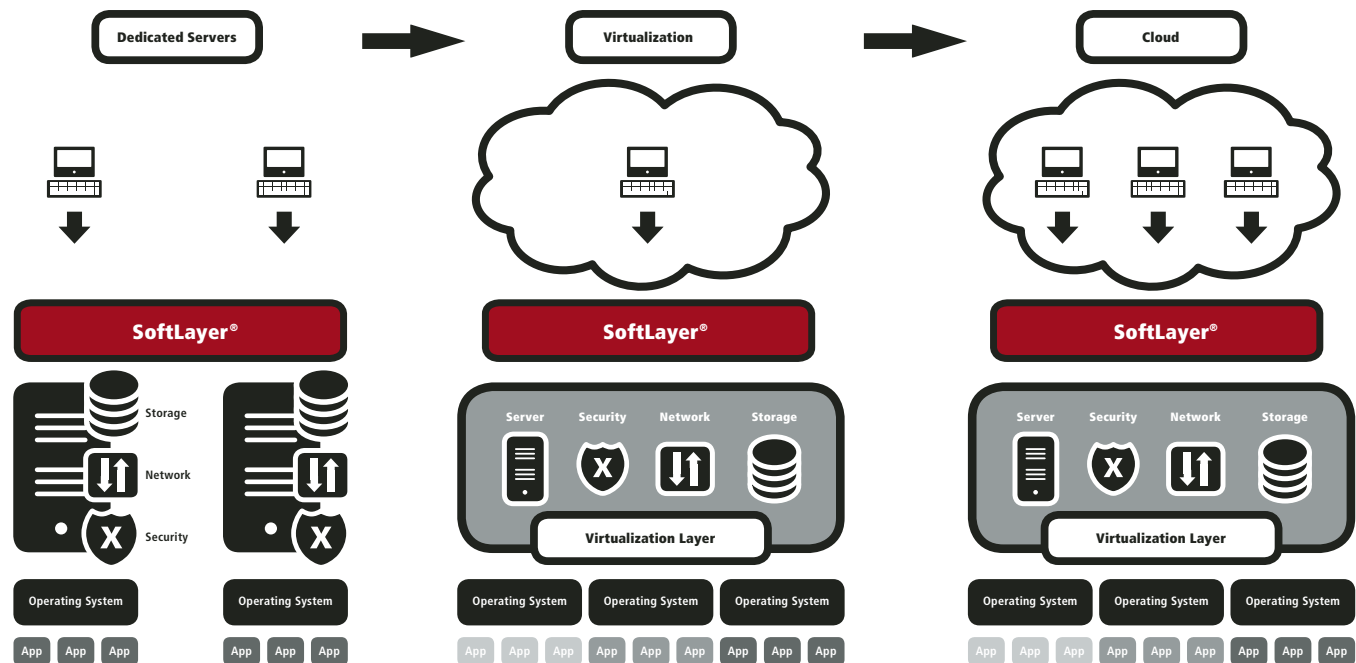 Dedicated Servers
Virtualization
Cloud
SoftLayer®
SoftLayer®
SoftLayer®
Storage
Network
Security
X
X
Server Security Network Storage
X
Virtualization Layer
Server Security Network Storage
X
Virtualization Layer
Operating System
Operating System
Operating System Operating System Operating System
Operating System Operating System Operating System
App App App
App App App
App App App App App App App App App
App App App App App App App App App